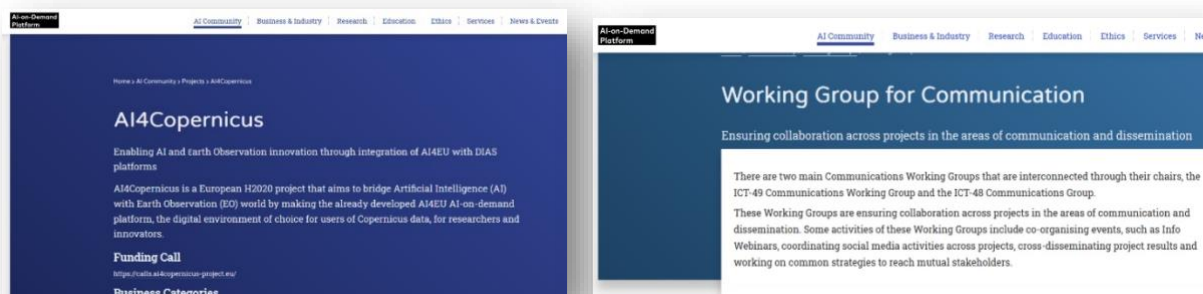 AI-on-Demand
Platform
AI Community Business & Industry Research Education Ethics Services News & Events
Home > AI Community > Projects > AI4Copernicus
AI4Copernicus
Enabling AI and Earth Observation innovation through integration of AI4EU with DIAS
platforms
AI4Copernicus is a European H2020 project that aims to bridge Artificial Intelligence (AI)
with Earth Observation (EO) world by making the already developed AI4EU AI-on-demand
platform, the digital environment of choice for users of Copernicus data, for researchers and
innovators.
Funding Call
https://calls.ai4copernicus-project.eu/
Business Categories
AI-on-Demand
Platform
AI Community Business & Industry Research Education Ethics Services
Working Group for Communication
Ensuring collaboration across projects in the areas of communication and dissemination
There are two main Communications Working Groups that are interconnected through their chairs, the
ICT-49 Communications Working Group and the ICT-48 Communications Group.
These Working Groups are ensuring collaboration across projects in the areas of communication and
dissemination. Some activities of these Working Groups include co-organising events, such as Info
Webinars, coordinating social media activities across projects, cross-disseminating project results and
working on common strategies to reach mutual stakeholders.